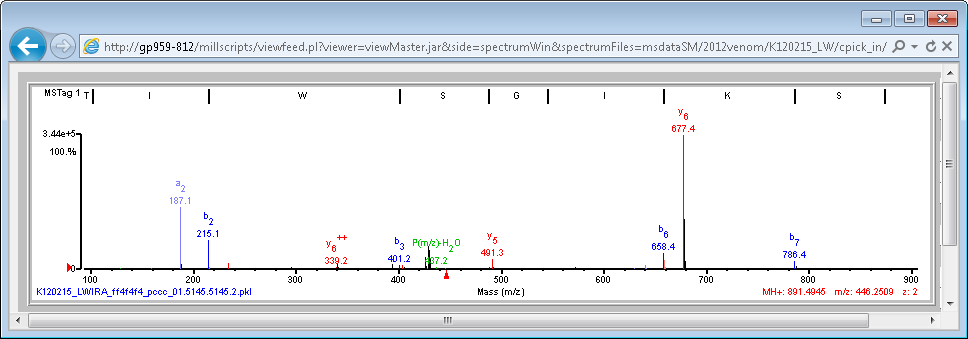 http://gp959-812/millscripts/viewfeed.pl?viewer=viewMaster.jar&side=spectrumWin&spectrumFiles=msdataSM/2012venom/K120215_LW/cpick_in/
MSTag 1 T I W S G I K S
3.44e+5
100.%
0
a2
187.1
b2
215.1
y6++
339.2
b3
401.2
P(m/z)-H2O
y5
491.3
b6
658.4
y6
677.4
b7
786.4
100 200 300 400 500 600 700 800 900
K120215_LWIRA_ff4f4f4_pccc_01.5145.5145.2.pkl
Mass (m/z)
MH+: 891.4945 m/z: 446.2509 z: 2